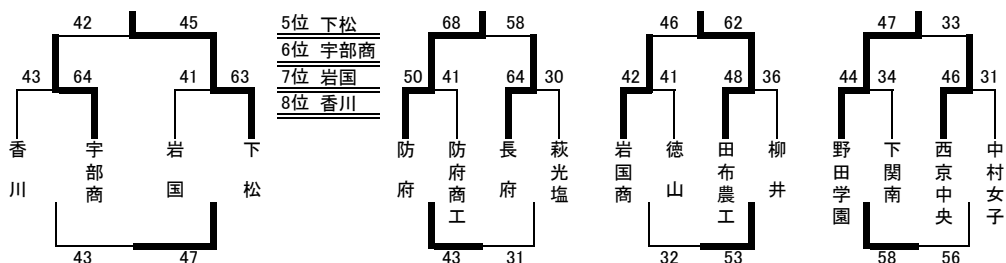 42 45 5位 下松 68 58 46 62 47 33
6位 宇部商
43 64 41 63 7位 岩国 50 41 64 30 42 41 48 36 44 34 46 31
8位 香川
香川 宇部商 岩国 下松 防府 防府商工 長府 萩光塩 岩国商 徳山 田布農工 柳井 野田学園 下関南 西京中央 中村女子
43 47 43 31 32 53 58 56